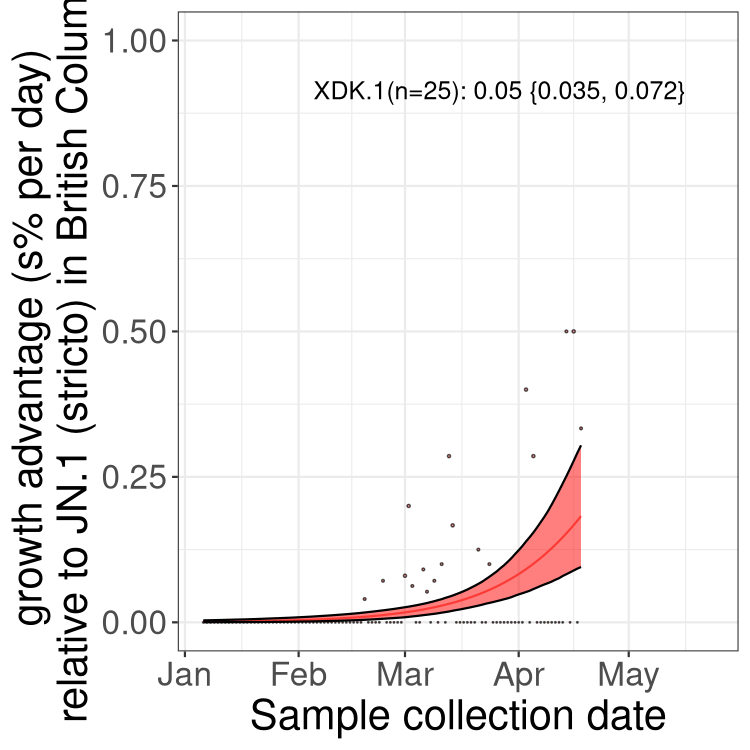 growth advantage (s% per day)
relative to JN.1 (stricto) in British Colum
1.00
0.75
0.50
0.25
0.00
XDK.1(n=25): 0.05 {0.035, 0.072}
Jan Feb Mar Apr May
Sample collection date